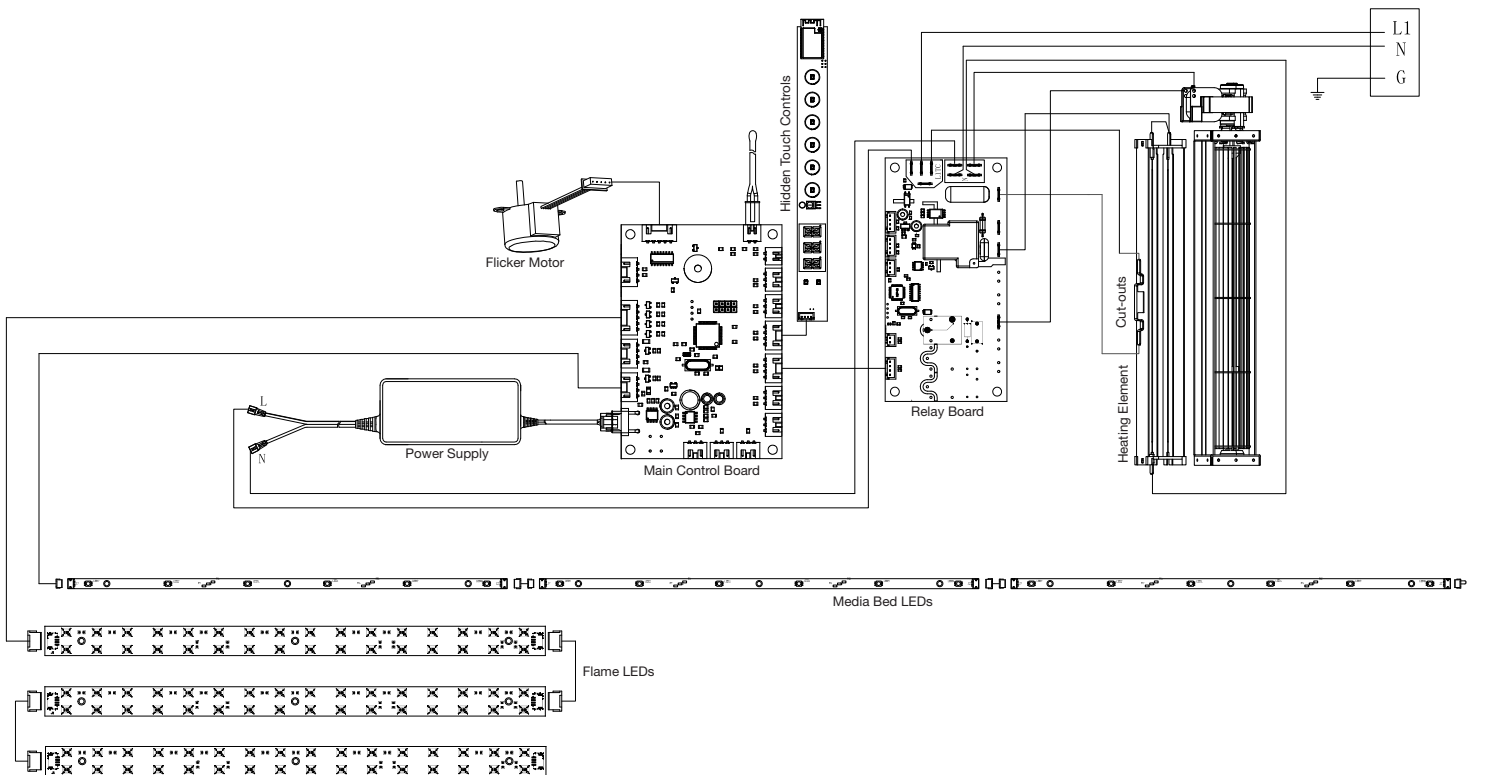 L1
N
G
Hidden Touch Controls
Flicker Motor
Cut-outs
Heating Element
Relay Board
L
N
Power Supply
Main Control Board
Media Bed LEDs
Flame LEDs